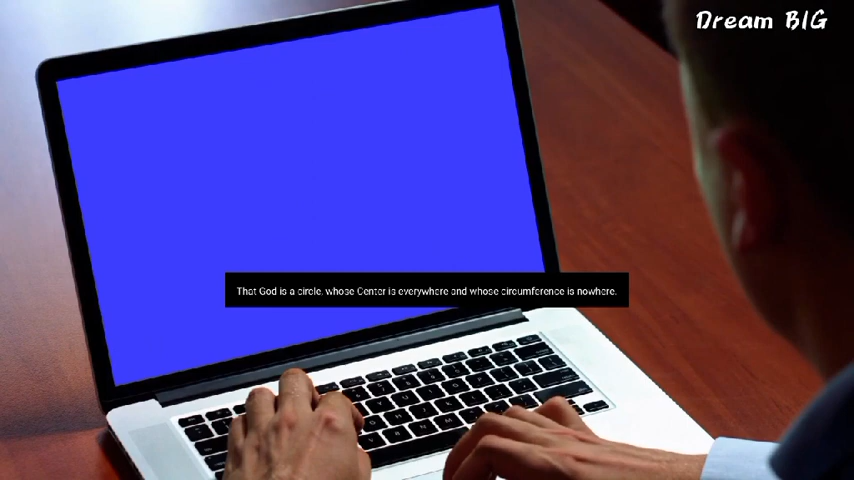 Dream BIG
That God is a circle, whose Center is everywhere and whose circumference is nowhere.